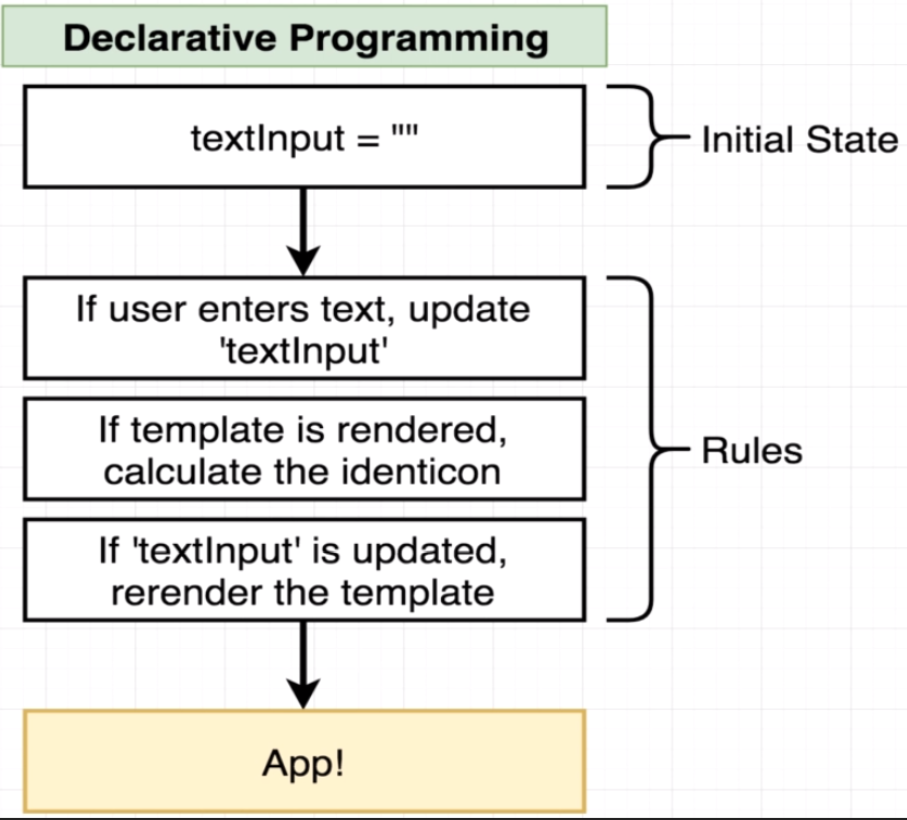 Declarative Programming
textInput = ""
Initial State
If user enters text, update
'textInput'
If template is rendered,
calculate the identicon
If 'textInput' is updated,
rerender the template
Rules
App!